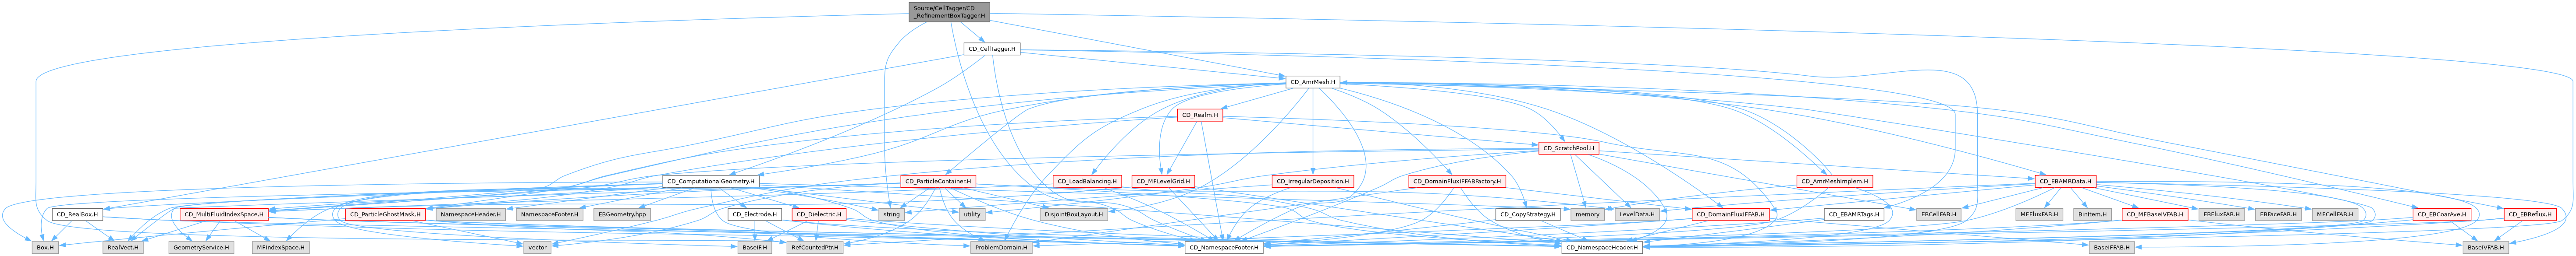 Source/CellTagger/CD
_RefinementBoxTagger.H
CD_CellTagger.H
CD_AmrMesh.H
CD_Realm.H
CD_ScratchPool.H
CD_ComputationalGeometry.H
CD_ParticleContainer.H
CD_LoadBalancing.H
CD_MFLevelGrid.H
CD_IrregularDeposition.H
CD_DomainFluxIFFABFactory.H
CD_AmrMeshImplem.H
CD_EBAMRData.H
CD_RealBox.H
CD_MultiFluidIndexSpace.H
CD_ParticleGhostMask.H
NamespaceHeader.H
NamespaceFooter.H
EBGeometry.hpp
CD_Electrode.H
CD_Dielectric.H
string
utility
DisjointBoxLayout.H
CD_CopyStrategy.H
memory
LevelData.H
CD_DomainFluxIFFAB.H
CD_EBAMRTags.H
EBCellFAB.H
MFFluxFAB.H
BinItem.H
CD_MFBaseIVFAB.H
EBFluxFAB.H
EBFaceFAB.H
MFCellFAB.H
CD_EBCoarAve.H
CD_EBReflux.H
Box.H
RealVect.H
GeometryService.H
MFIndexSpace.H
vector
BaseIF.H
RefCountedPtr.H
ProblemDomain.H
CD_NamespaceFooter.H
CD_NamespaceHeader.H
BaseIFFAB.H
BaseIVFAB.H